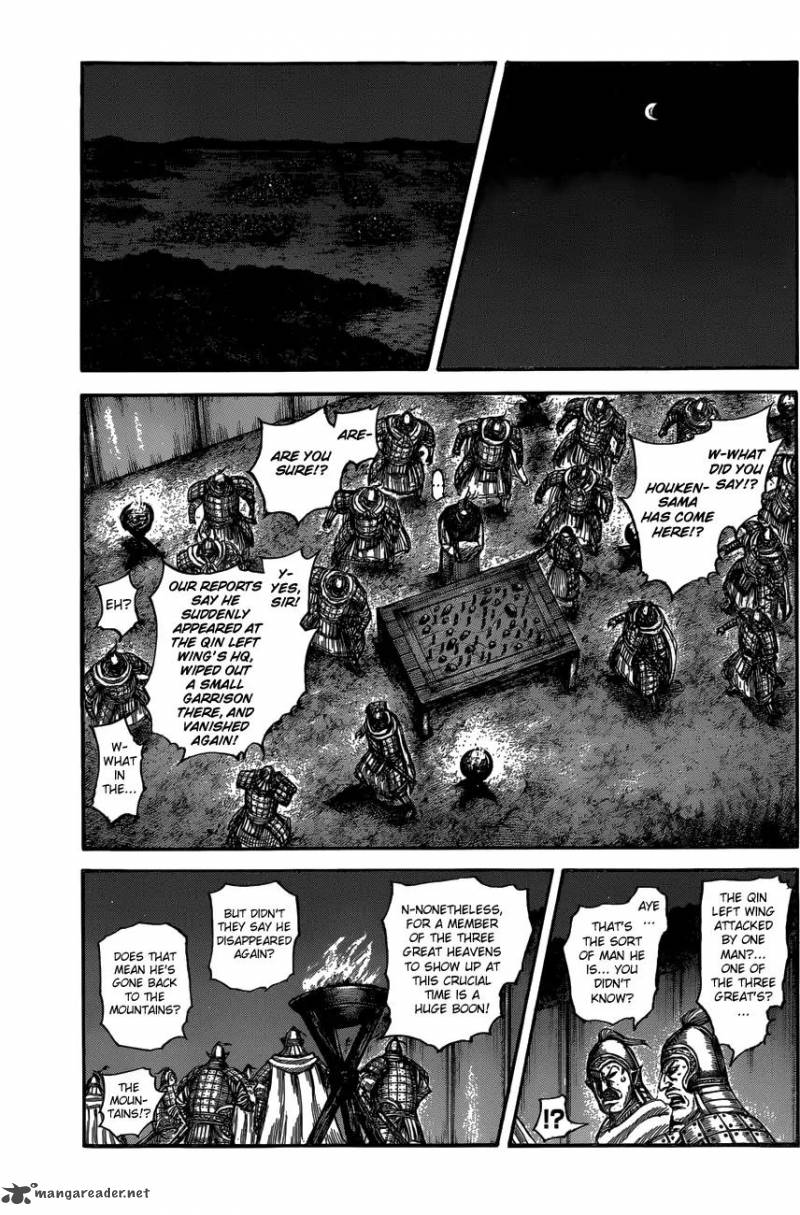 W-WHAT
DID YOU
SAY!?
HOUKEN-
SAMA
HAS COME
HERE!?
...
ARE-
ARE YOU
SURE!?
Y-
YES,
SIR!
OUR REPORTS
SAY HE
SUDDENLY
APPEARED AT
THE QIN LEFT
WING'S HQ,
WIPED OUT
A SMALL
GARRISON
THERE, AND
VANISHED
AGAIN!
EH?
W-
WHAT
IN
THE...
THE QIN
LEFT WING
ATTACKED
BY ONE
MAN?...
ONE OF
THE THREE
GREAT'S?
...
AYE
...
THAT'S
THE SORT
OF MAN HE
IS... YOU
DIDN'T
KNOW?
!?
N-NONETHELESS,
FOR A MEMBER
OF THE THREE
GREAT HEAVENS
TO SHOW UP AT
THIS CRUCIAL
TIME IS A
HUGE BOON!
BUT DIDN'T
THEY SAY HE
DISAPPEARED
AGAIN?
DOES THAT
MEAN HE'S
GONE BACK
TO THE
MOUNTAINS?
THE
MOUN-
TAINS!?
mangareader.net